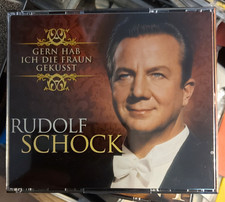 GERN HAB
ICH DIE FRAUN
GEKÜSST
RUDOLF
SCHOCK